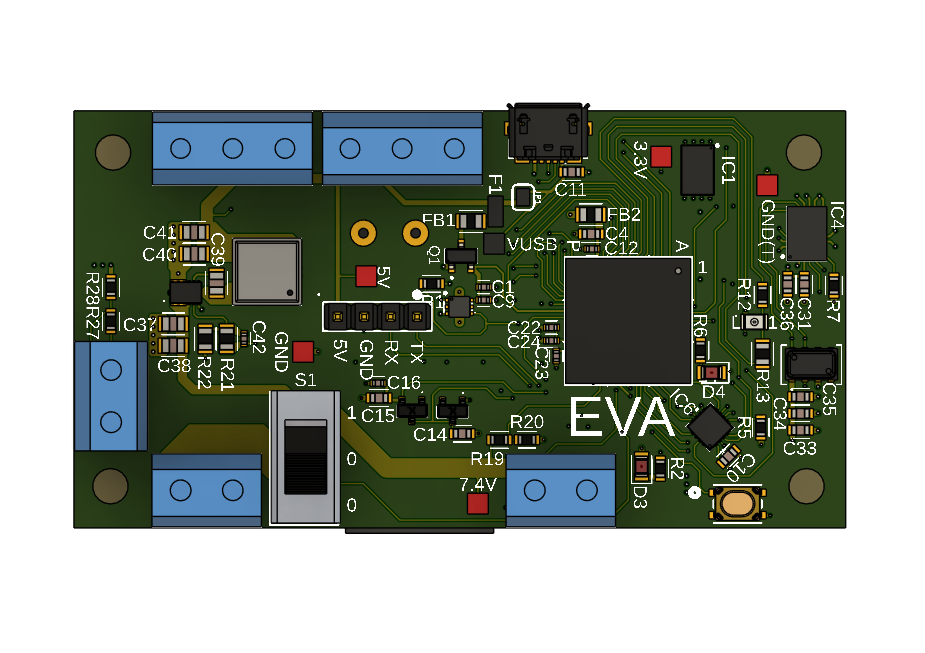 3.3V
IC1
F1
C11
JP1
GND(T)
IC4
FB1
FB2
C41
C39
C4
VUSB
P
C12
A
C40
Q1
5V
1
R28
C1
C9
R12
C36
C31
R7
R27
C37
C22
1
C24
R6
C38
C42
GND
5V
GND
RX
TX
C23
R22
R21
S1
C16
D4
R13
C35
1
C15
EVA
IC6
C34
R20
R5
C14
C33
0
R19
R2
C10
7.4V
D3
0